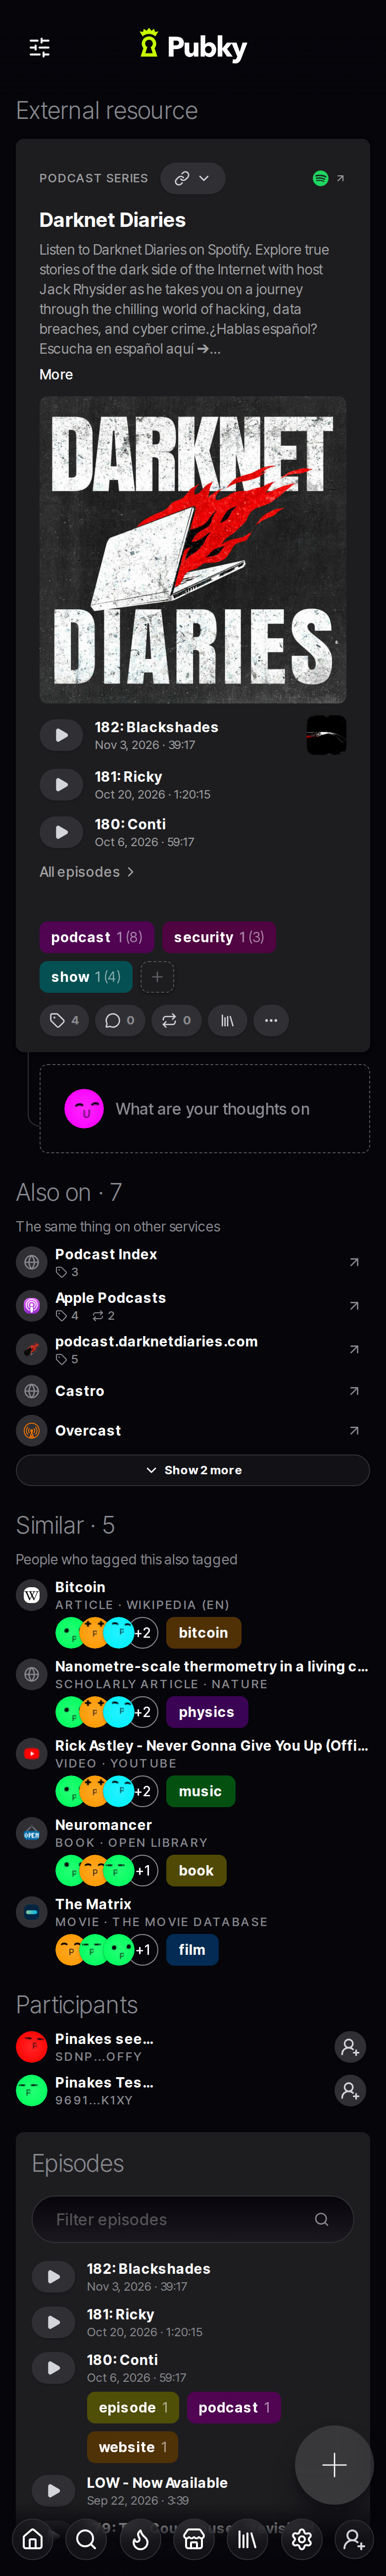 Pubky
External resource
PODCAST SERIES
Darknet Diaries
Listen to Darknet Diaries on Spotify. Explore true
stories of the dark side of the Internet with host
Jack Rhysider as he takes you on a journey
through the chilling world of hacking, data
breaches, and cyber crime.¿Hablas español?
Escucha en español aquí ➔...
More
DARKNET
DIARIES
182: Blackshades
Nov 3, 2026 · 39:17
181: Ricky
Oct 20, 2026 · 1:20:15
180: Conti
Oct 6, 2026 · 59:17
All episodes
podcast 1 (8)
security 1 (3)
show 1 (4)
4
0
0
What are your thoughts on
Also on · 7
The same thing on other services
Podcast Index
3
Apple Podcasts
4 2
podcast.darknetdiaries.com
5
Castro
Overcast
Show 2 more
Similar · 5
People who tagged this also tagged
Bitcoin
ARTICLE · WIKIPEDIA (EN)
+2 bitcoin
Nanometre-scale thermometry in a living c...
SCHOLARLY ARTICLE · NATURE
+2 physics
Rick Astley - Never Gonna Give You Up (Offi...
VIDEO · YOUTUBE
+2 music
Neuromancer
BOOK · OPEN LIBRARY
+1 book
The Matrix
MOVIE · THE MOVIE DATABASE
+1 film
Participants
Pinakes see...
SDNP...OFFY
Pinakes Tes...
9691...K1XY
Episodes
Filter episodes
182: Blackshades
Nov 3, 2026 · 39:17
181: Ricky
Oct 20, 2026 · 1:20:15
180: Conti
Oct 6, 2026 · 59:17
episode 1
podcast 1
website 1
LOW - Now Available
Sep 22, 2026 · 3:39